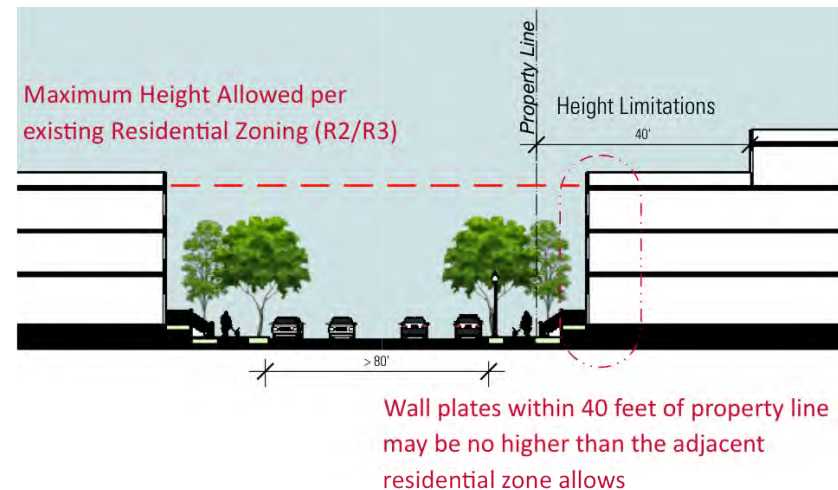 Maximum Height Allowed per
existing Residential Zoning (R2/R3)
Property Line
Height Limitations
40'
> 80'
Wall plates within 40 feet of property line
may be no higher than the adjacent
residential zone allows